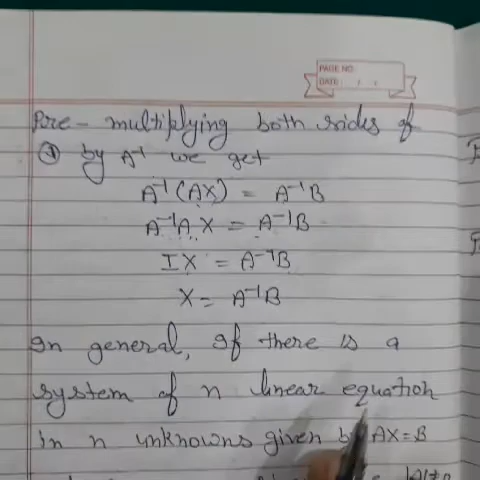 PAGE NO:
DATE: / /
Pre- multiplying both sides of
① by A⁻¹ we get
A⁻¹(AX) = A⁻¹B
A⁻¹A X = A⁻¹B
IX = A⁻¹B
X = A⁻¹B
In general, If there is a
system of n linear equation
in n unknowns given by AX=B